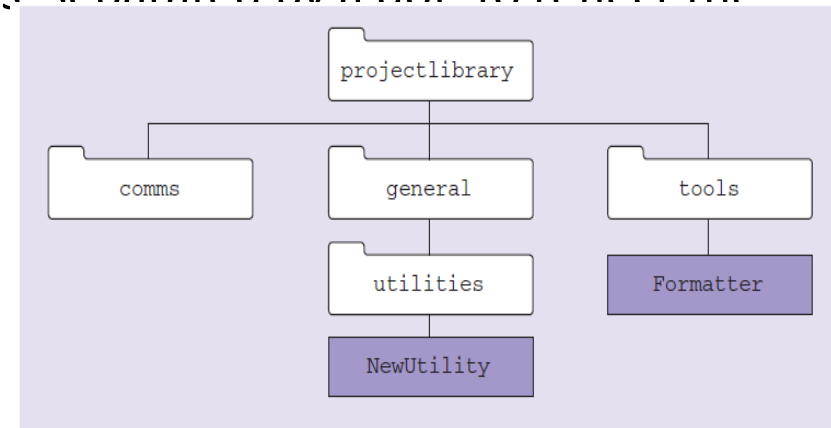 projectlibrary
comms
general
tools
utilities
Formatter
NewUtility